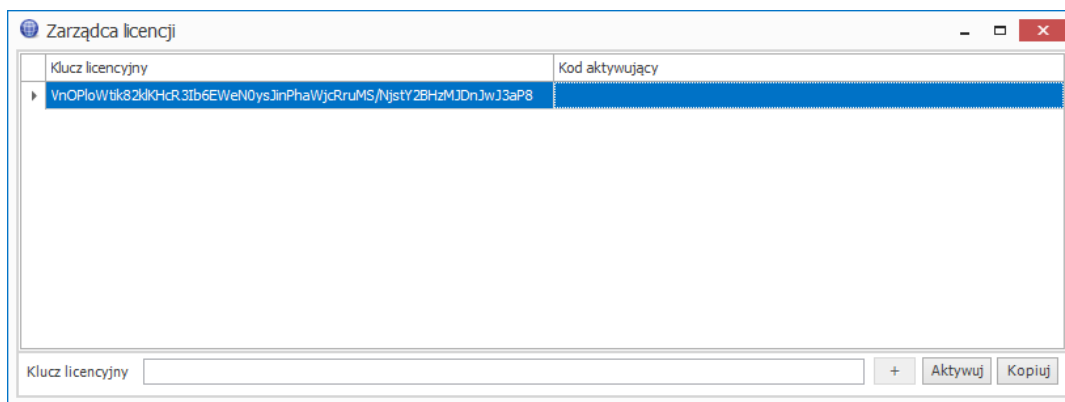 Zarządca licencji
Klucz licencyjny Kod aktywujący
VnOPloWtik82klKHcR3Ib6EWeN0ysJinPhaWjcRruMS/NjstY2BHzMJDnJwJ3aP8
Klucz licencyjny + Aktywuj Kopiuj